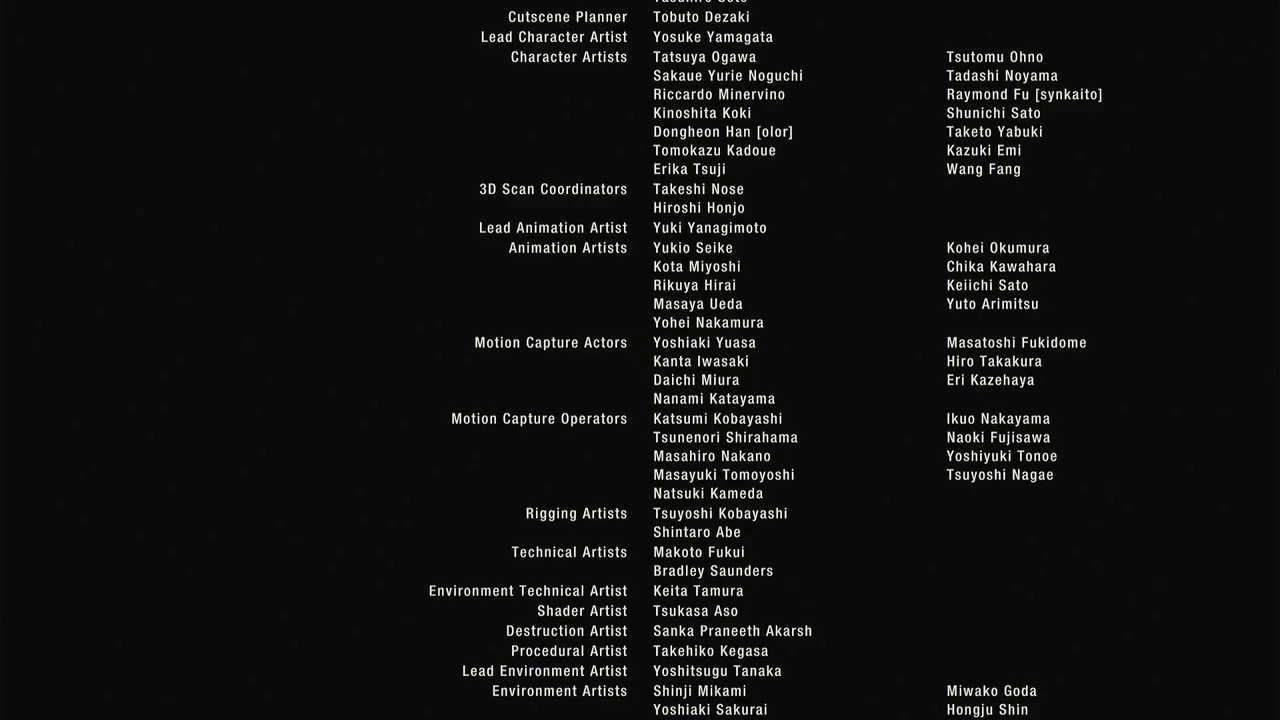 Cutscene Planner Tobuto Dezaki
Lead Character Artist Yosuke Yamagata
Character Artists Tatsuya Ogawa Tsutomu Ohno
Sakaue Yurie Noguchi Tadashi Noyama
Riccardo Minervino Raymond Fu [synkaito]
Kinoshita Koki Shunichi Sato
Dongheon Han [olor] Taketo Yabuki
Tomokazu Kadoue Kazuki Emi
Erika Tsuji Wang Fang
3D Scan Coordinators Takeshi Nose
Hiroshi Honjo
Lead Animation Artist Yuki Yanagimoto
Animation Artists Yukio Seike Kohei Okumura
Kota Miyoshi Chika Kawahara
Rikuya Hirai Keiichi Sato
Masaya Ueda Yuto Arimitsu
Yohei Nakamura
Motion Capture Actors Yoshiaki Yuasa Masatoshi Fukidome
Kanta Iwasaki Hiro Takakura
Daichi Miura Eri Kazehaya
Nanami Katayama
Motion Capture Operators Katsumi Kobayashi Ikuo Nakayama
Tsunenori Shirahama Naoki Fujisawa
Masahiro Nakano Yoshiyuki Tonoe
Masayuki Tomoyoshi Tsuyoshi Nagae
Natsuki Kameda
Rigging Artists Tsuyoshi Kobayashi
Shintaro Abe
Technical Artists Makoto Fukui
Bradley Saunders
Environment Technical Artist Keita Tamura
Shader Artist Tsukasa Aso
Destruction Artist Sanka Praneeth Akarsh
Procedural Artist Takehiko Kegasa
Lead Environment Artist Yoshitsugu Tanaka
Environment Artists Shinji Mikami Miwako Goda
Yoshiaki Sakurai Hongju Shin